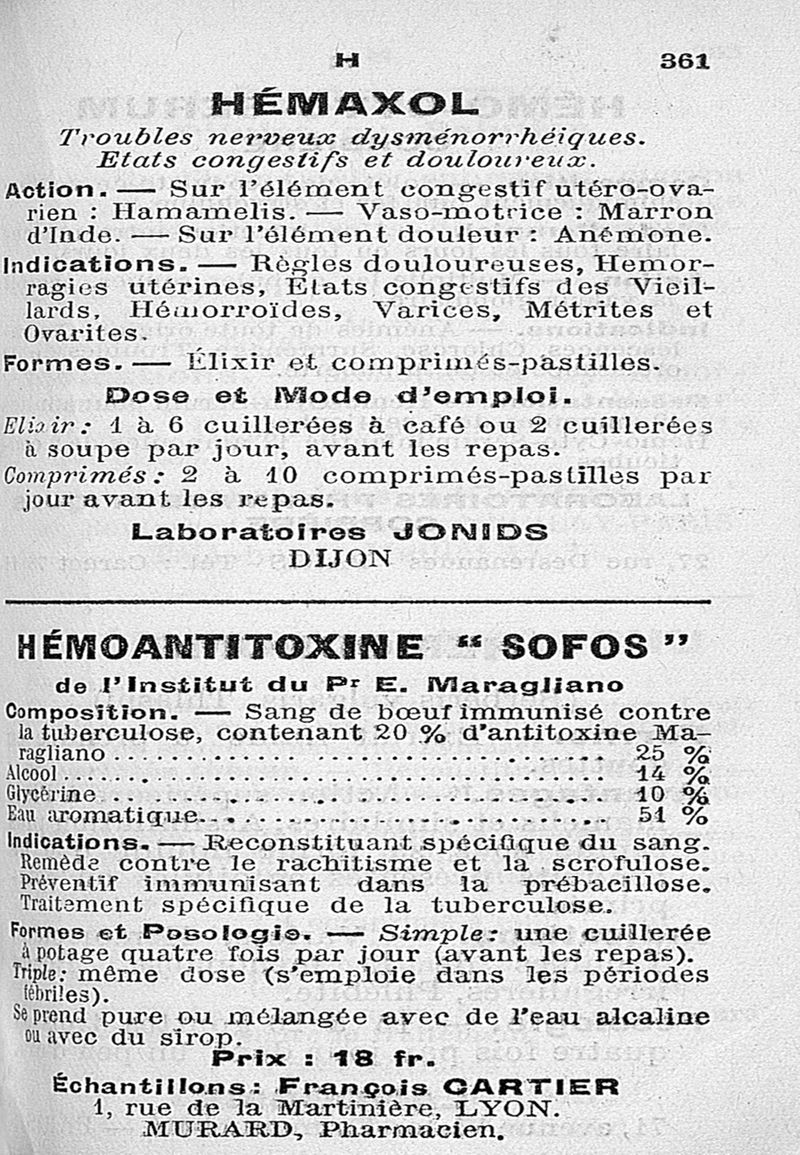 H 361
HÉMAXOL
Troubles nerveux dysménorrhéiques.
Etats congestifs et douloureux.
Action. — Sur l'élément congestif utéro-ova-
rien : Hamamelis. — Vaso-motrice : Marron
d'Inde. — Sur l'élément douleur : Anémone.
Indications. — Règles douloureuses, Hemor-
ragies utérines, Etats congestifs des Vieil-
lards, Hémorroïdes, Varices, Métrites et
Ovarites.
Formes. — Élixir et comprimés-pastilles.
Dose et Mode d'emploi.
Elixir : 1 à 6 cuillerées à café ou 2 cuillerées
à soupe par jour, avant les repas.
Comprimés : 2 à 10 comprimés-pastilles par
jour avant les repas.
Laboratoires JONIDS
DIJON
HÉMOANTITOXINE “ SOFOS ”
de l'Institut du Pr E. Maragliano
Composition. — Sang de bœuf immunisé contre
la tuberculose, contenant 20 % d'antitoxine Ma-
ragliano ........................................ 25 %
Alcool ........................................ 14 %
Glycérine ........................................ 10 %
Eau aromatique ........................................ 51 %
Indications. — Reconstituant spécifique du sang.
Remède contre le rachitisme et la scrofulose.
Préventif immunisant dans la prébacillose.
Traitement spécifique de la tuberculose.
Formes et Posologie. — Simple : une cuillerée
à potage quatre fois par jour (avant les repas).
Triple : même dose (s'emploie dans les périodes
fébriles).
Se prend pure ou mélangée avec de l'eau alcaline
ou avec du sirop.
Prix : 18 fr.
Échantillons : François CARTIER
1, rue de la Martinière, LYON.
MURARD, Pharmacien.